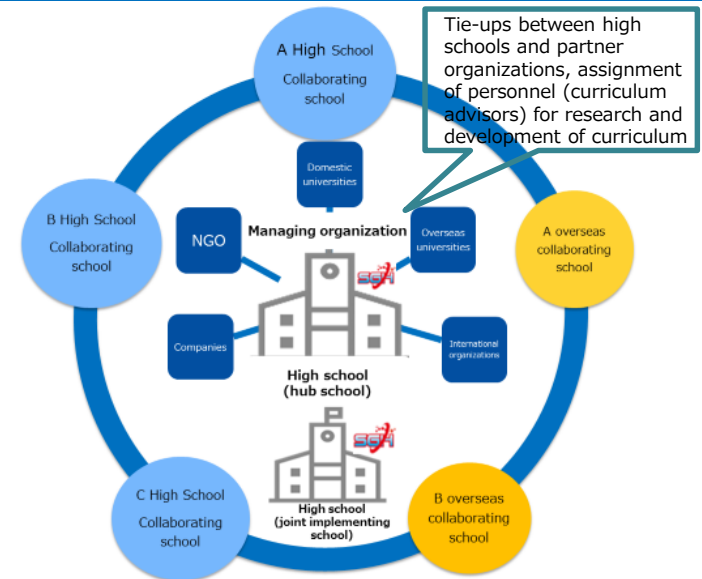 Tie-ups between high
schools and partner
organizations, assignment
of personnel (curriculum
advisors) for research and
development of curriculum
A High School
Collaborating
school
Domestic
universities
B High School
Collaborating
school
NGO
Managing organization
Overseas
universities
A overseas
collaborating
school
SGH
Companies
International
organizations
High school
(hub school)
SGH
High school
(joint implementing
school)
C High School
Collaborating
school
B overseas
collaborating
school